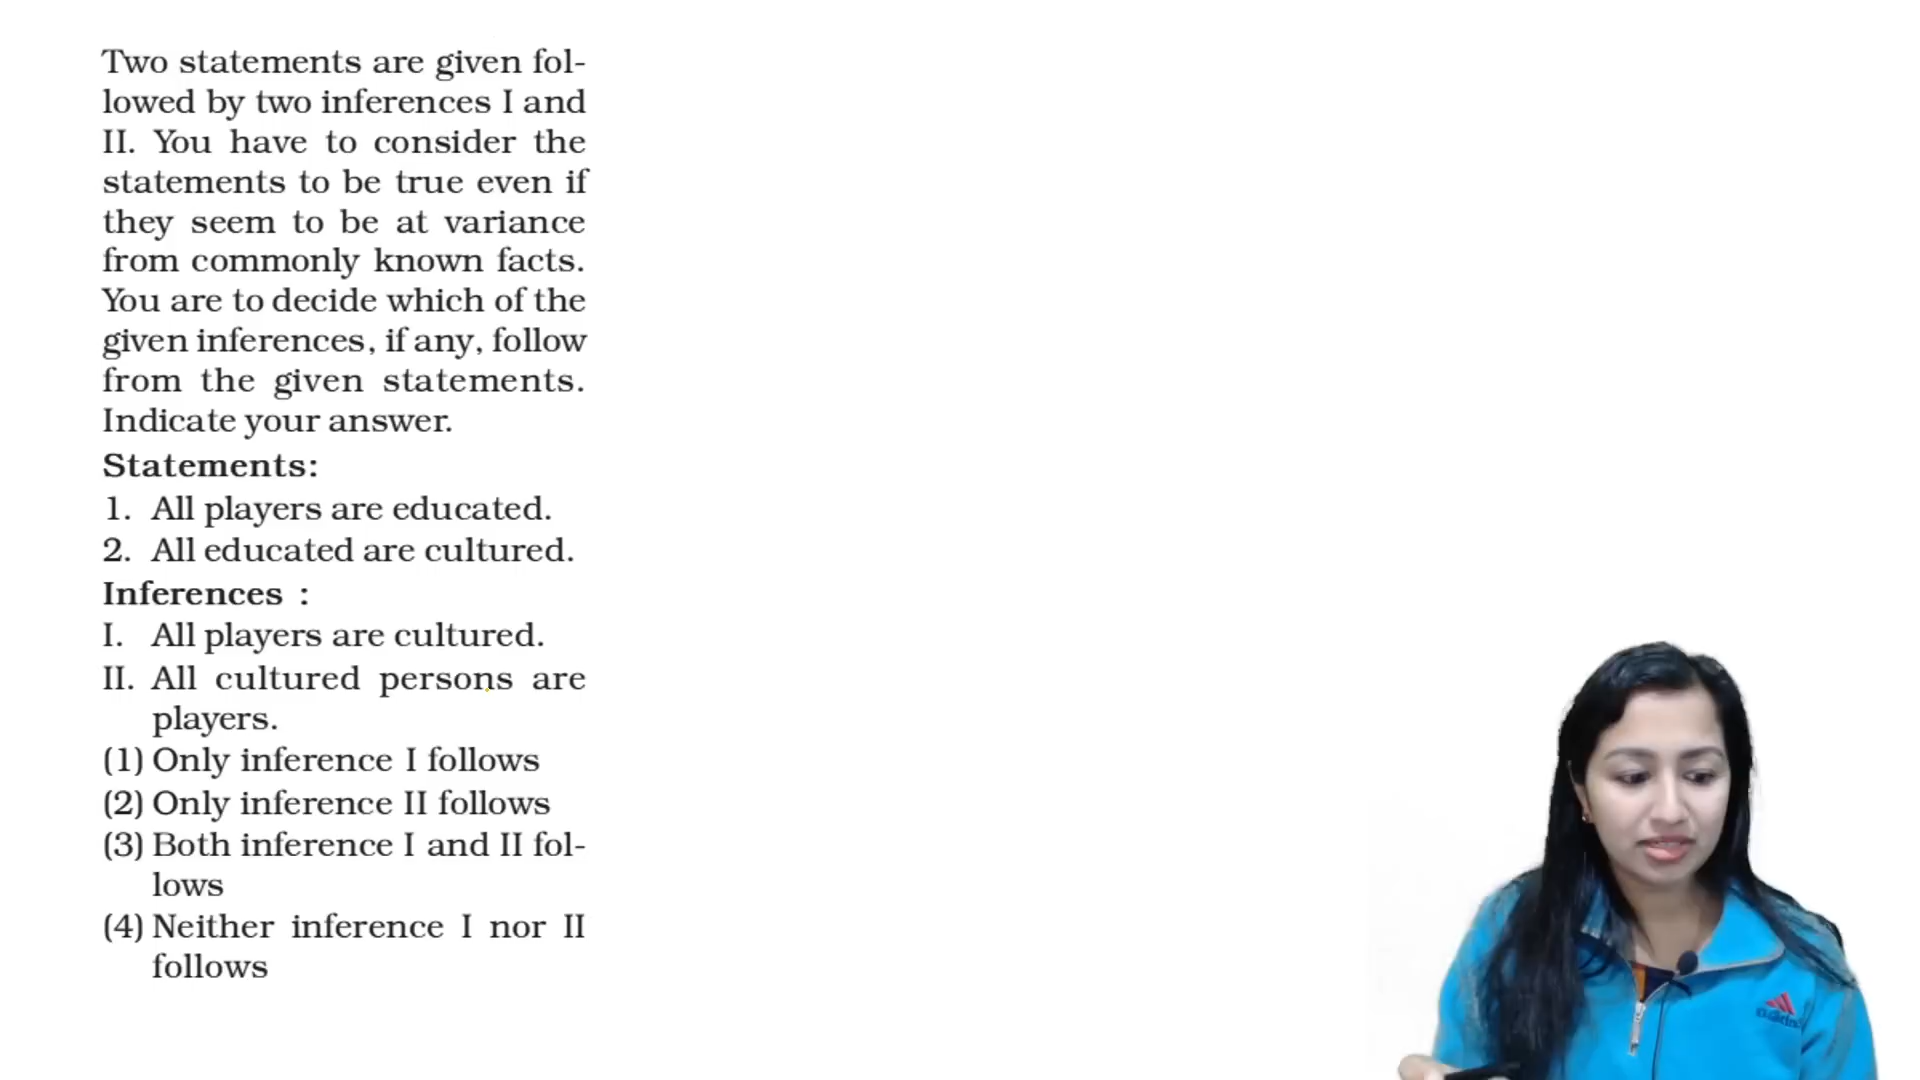 Two statements are given fol-
lowed by two inferences I and
II. You have to consider the
statements to be true even if
they seem to be at variance
from commonly known facts.
You are to decide which of the
given inferences, if any, follow
from the given statements.
Indicate your answer.
Statements:
1. All players are educated.
2. All educated are cultured.
Inferences :
I. All players are cultured.
II. All cultured persons are
players.
(1) Only inference I follows
(2) Only inference II follows
(3) Both inference I and II fol-
lows
(4) Neither inference I nor II
follows